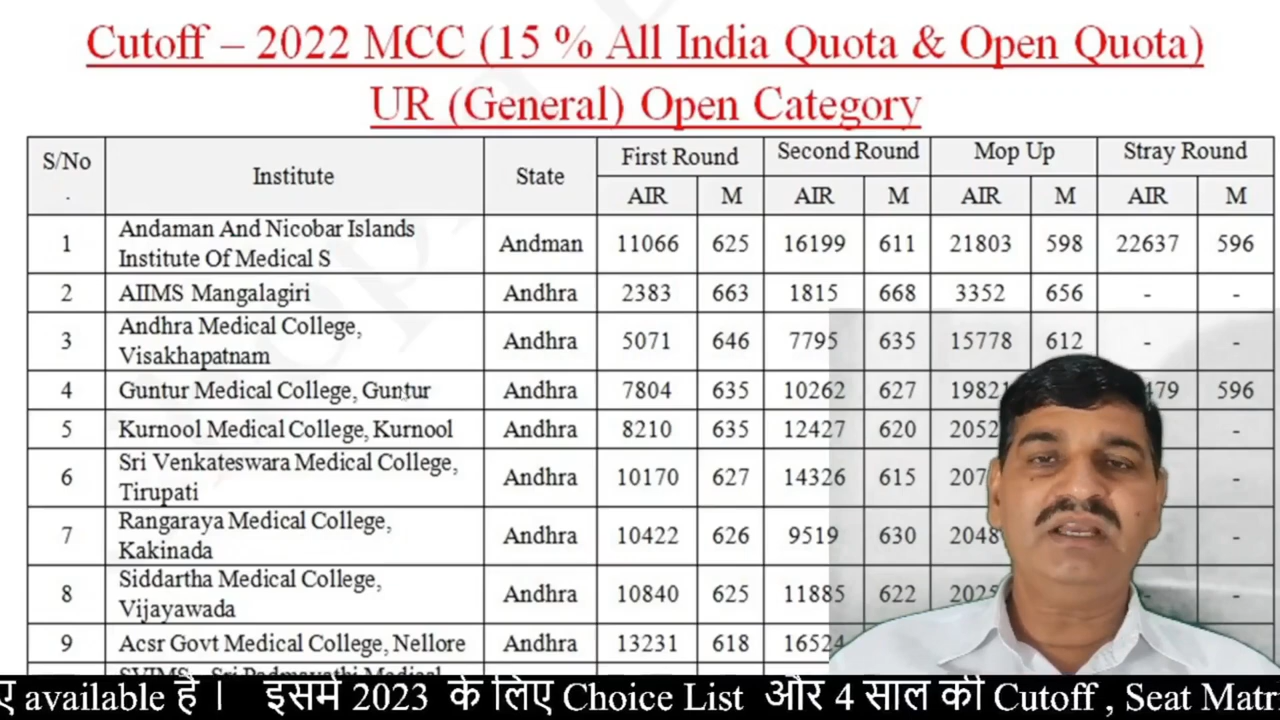 Cutoff – 2022 MCC (15 % All India Quota & Open Quota)
UR (General) Open Category
S/No. Institute State First Round Second Round Mop Up Stray Round
AIR M AIR M AIR M AIR M
1 Andaman And Nicobar Islands Institute Of Medical S Andman 11066 625 16199 611 21803 598 22637 596
2 AIIMS Mangalagiri Andhra 2383 663 1815 668 3352 656 - -
3 Andhra Medical College, Visakhapatnam Andhra 5071 646 7795 635 15778 612 - -
4 Guntur Medical College, Guntur Andhra 7804 635 10262 627 596
5 Kurnool Medical College, Kurnool Andhra 8210 635 12427 620 -
6 Sri Venkateswara Medical College, Tirupati Andhra 10170 627 14326 615 -
7 Rangaraya Medical College, Kakinada Andhra 10422 626 9519 630 -
8 Siddartha Medical College, Vijayawada Andhra 10840 625 11885 622 - -
9 Acsr Govt Medical College, Nellore Andhra 13231 618 16524
available है। इसमें 2023 के लिए Choice List और 4 साल की Cutoff , Seat